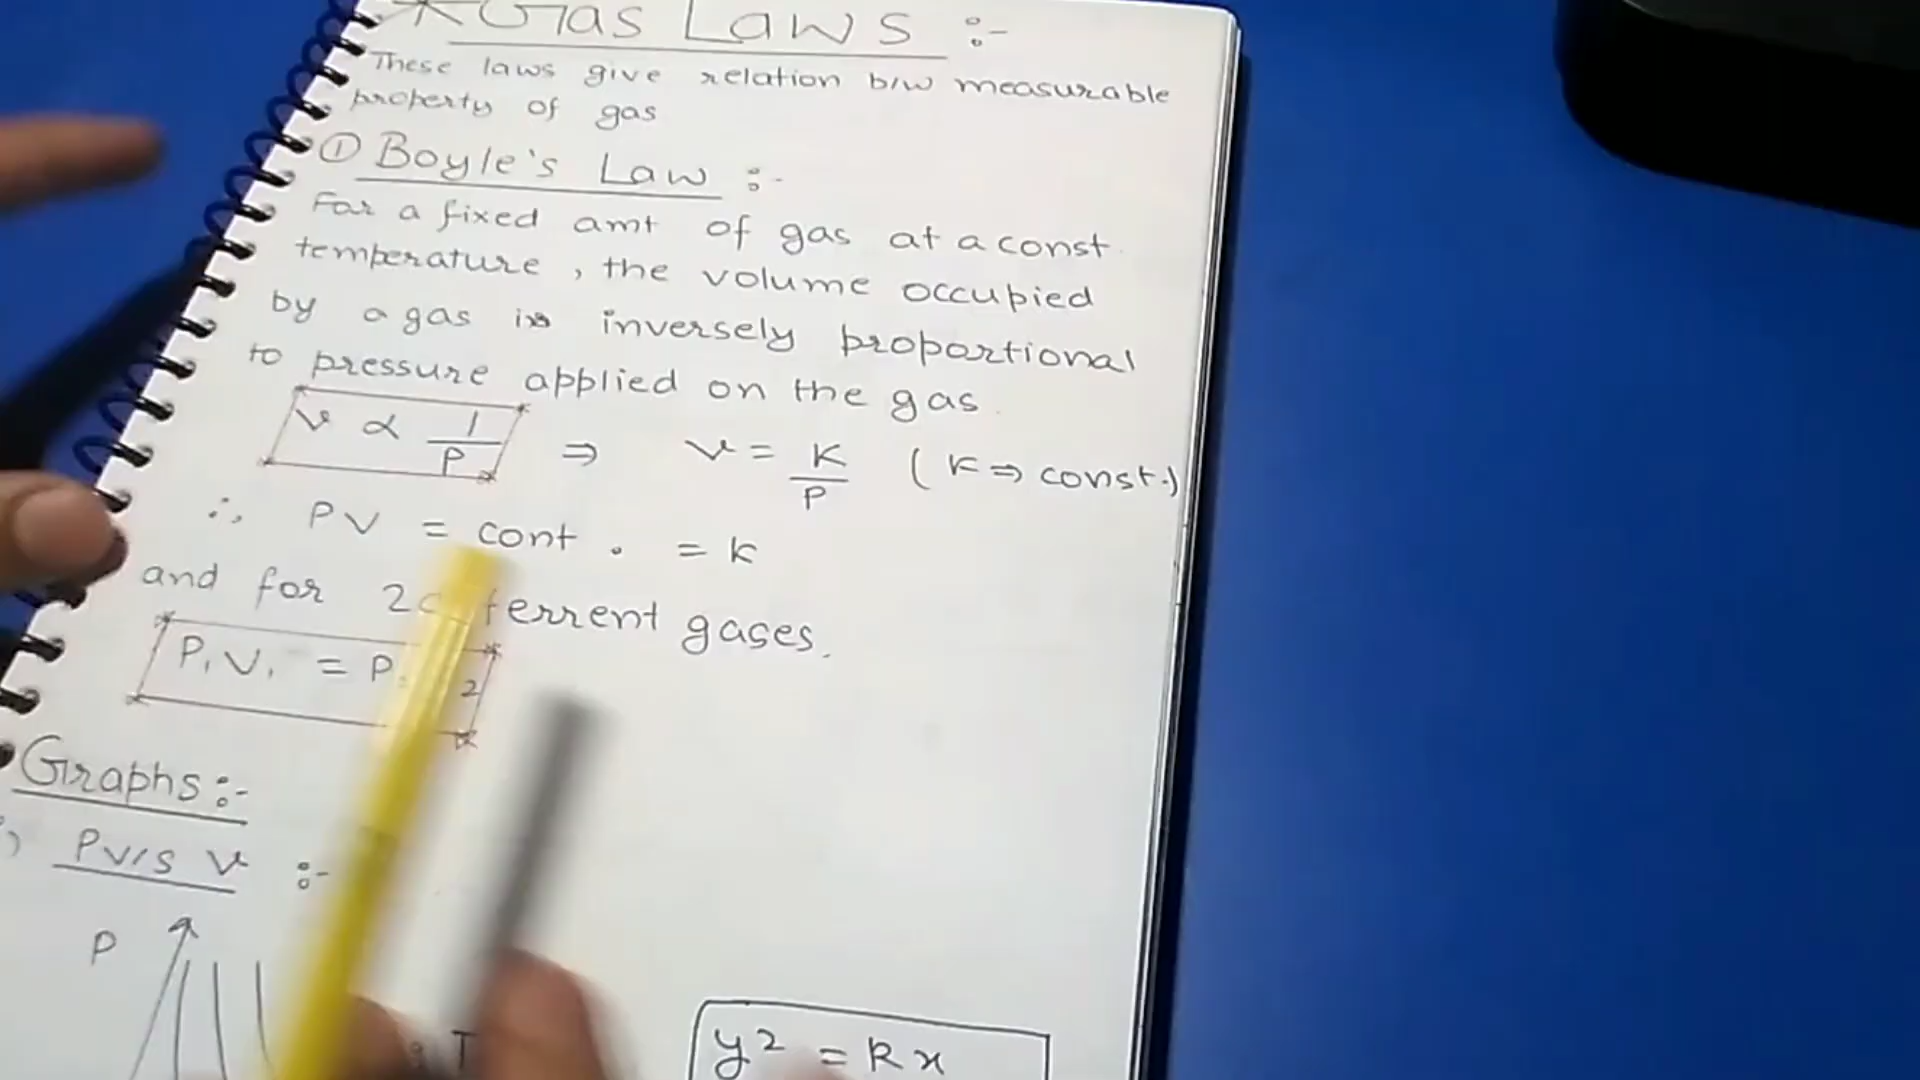 * Gas Laws :-
These laws give relation b/w measurable
property of gas
① Boyle's Law :-
For a fixed amt of gas at a const.
temperature, the volume occupied
by a gas is inversely proportional
to pressure applied on the gas.
V ∝ 1/P ⇒ V = K/P (K ⇒ const.)
∴ PV = cont. = k
and for gases.
P₁V₁ = P 2
Graphs :-
P v/s V :-
P
T
y² = kx